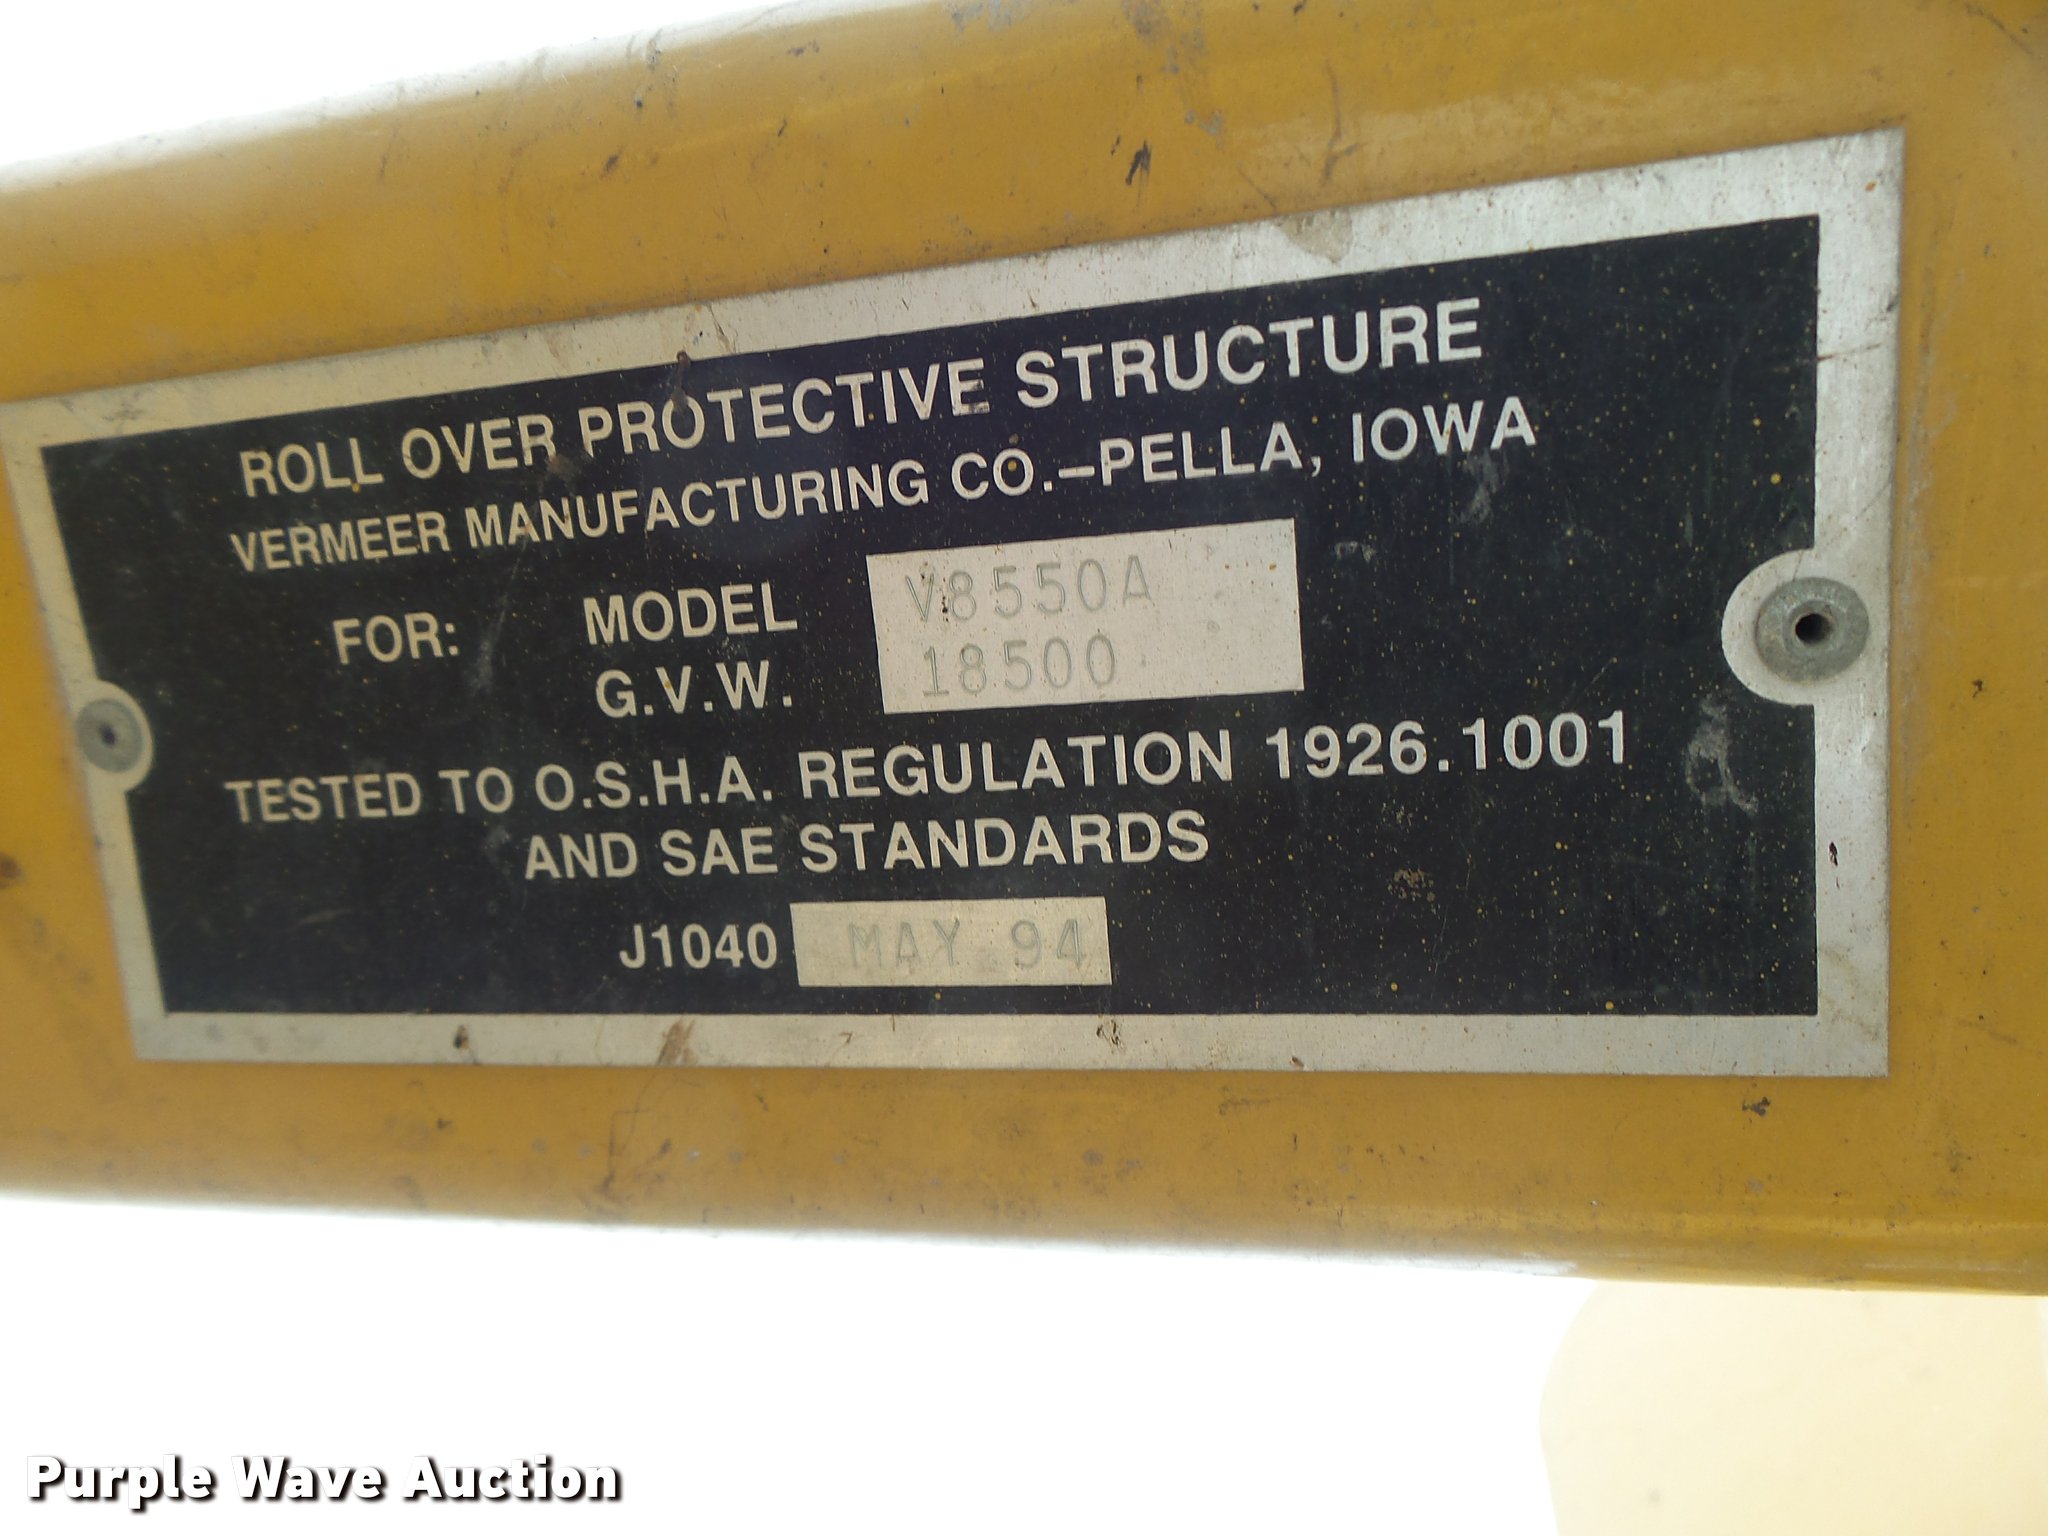 ROLL OVER PROTECTIVE STRUCTURE
VERMEER MANUFACTURING CO.-PELLA, IOWA
FOR: MODEL V8550A
G.V.W. 18500
TESTED TO O.S.H.A. REGULATION 1926.1001
AND SAE STANDARDS
J1040 MAY 94
Purple Wave Auction